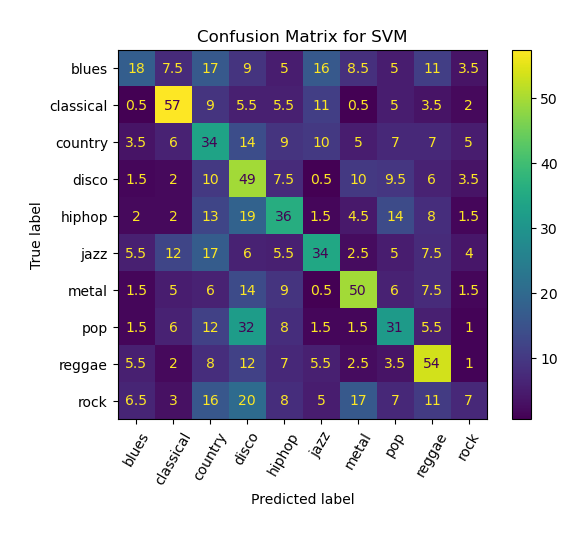 Confusion Matrix for SVM
blues 18 7.5 17 9 5 16 8.5 5 11 3.5
classical 0.5 57 9 5.5 5.5 11 0.5 5 3.5 2
country 3.5 6 34 14 9 10 5 7 7 5
disco 1.5 2 10 49 7.5 0.5 10 9.5 6 3.5
hiphop 2 2 13 19 36 1.5 4.5 14 8 1.5
jazz 5.5 12 17 6 5.5 34 2.5 5 7.5 4
metal 1.5 5 6 14 9 0.5 50 6 7.5 1.5
pop 1.5 6 12 32 8 1.5 1.5 31 5.5 1
reggae 5.5 2 8 12 7 5.5 2.5 3.5 54 1
rock 6.5 3 16 20 8 5 17 7 11 7
blues classical country disco hiphop jazz metal pop reggae rock
Predicted label
True label
50
40
30
20
10